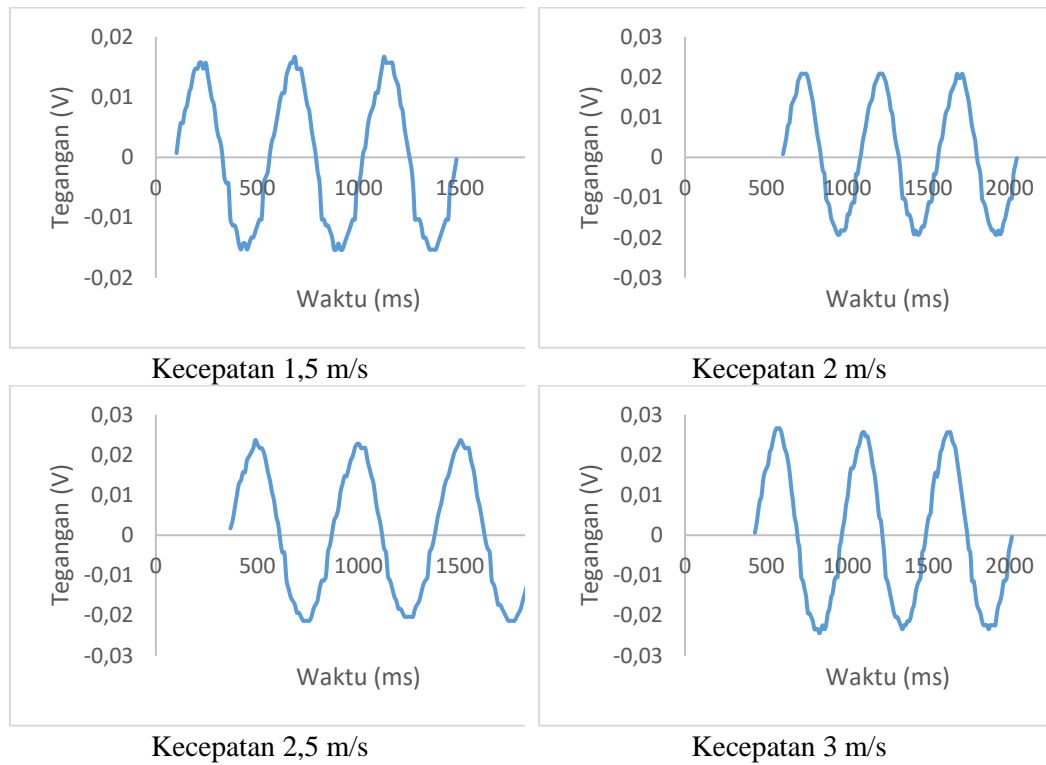 0,02
0,01
0
-0,01
-0,02
0 500 1000 1500
Tegangan (V)
Waktu (ms)
Kecepatan 1,5 m/s
0,03
0,02
0,01
0
-0,01
-0,02
-0,03
0 500 1000 1500 2000
Tegangan (V)
Waktu (ms)
Kecepatan 2 m/s
0,03
0,02
0,01
0
-0,01
-0,02
-0,03
0 500 1000 1500
Tegangan (V)
Waktu (ms)
Kecepatan 2,5 m/s
0,03
0,02
0,01
0
-0,01
-0,02
-0,03
0 500 1000 1500 2000
Tegangan (V)
Waktu (ms)
Kecepatan 3 m/s